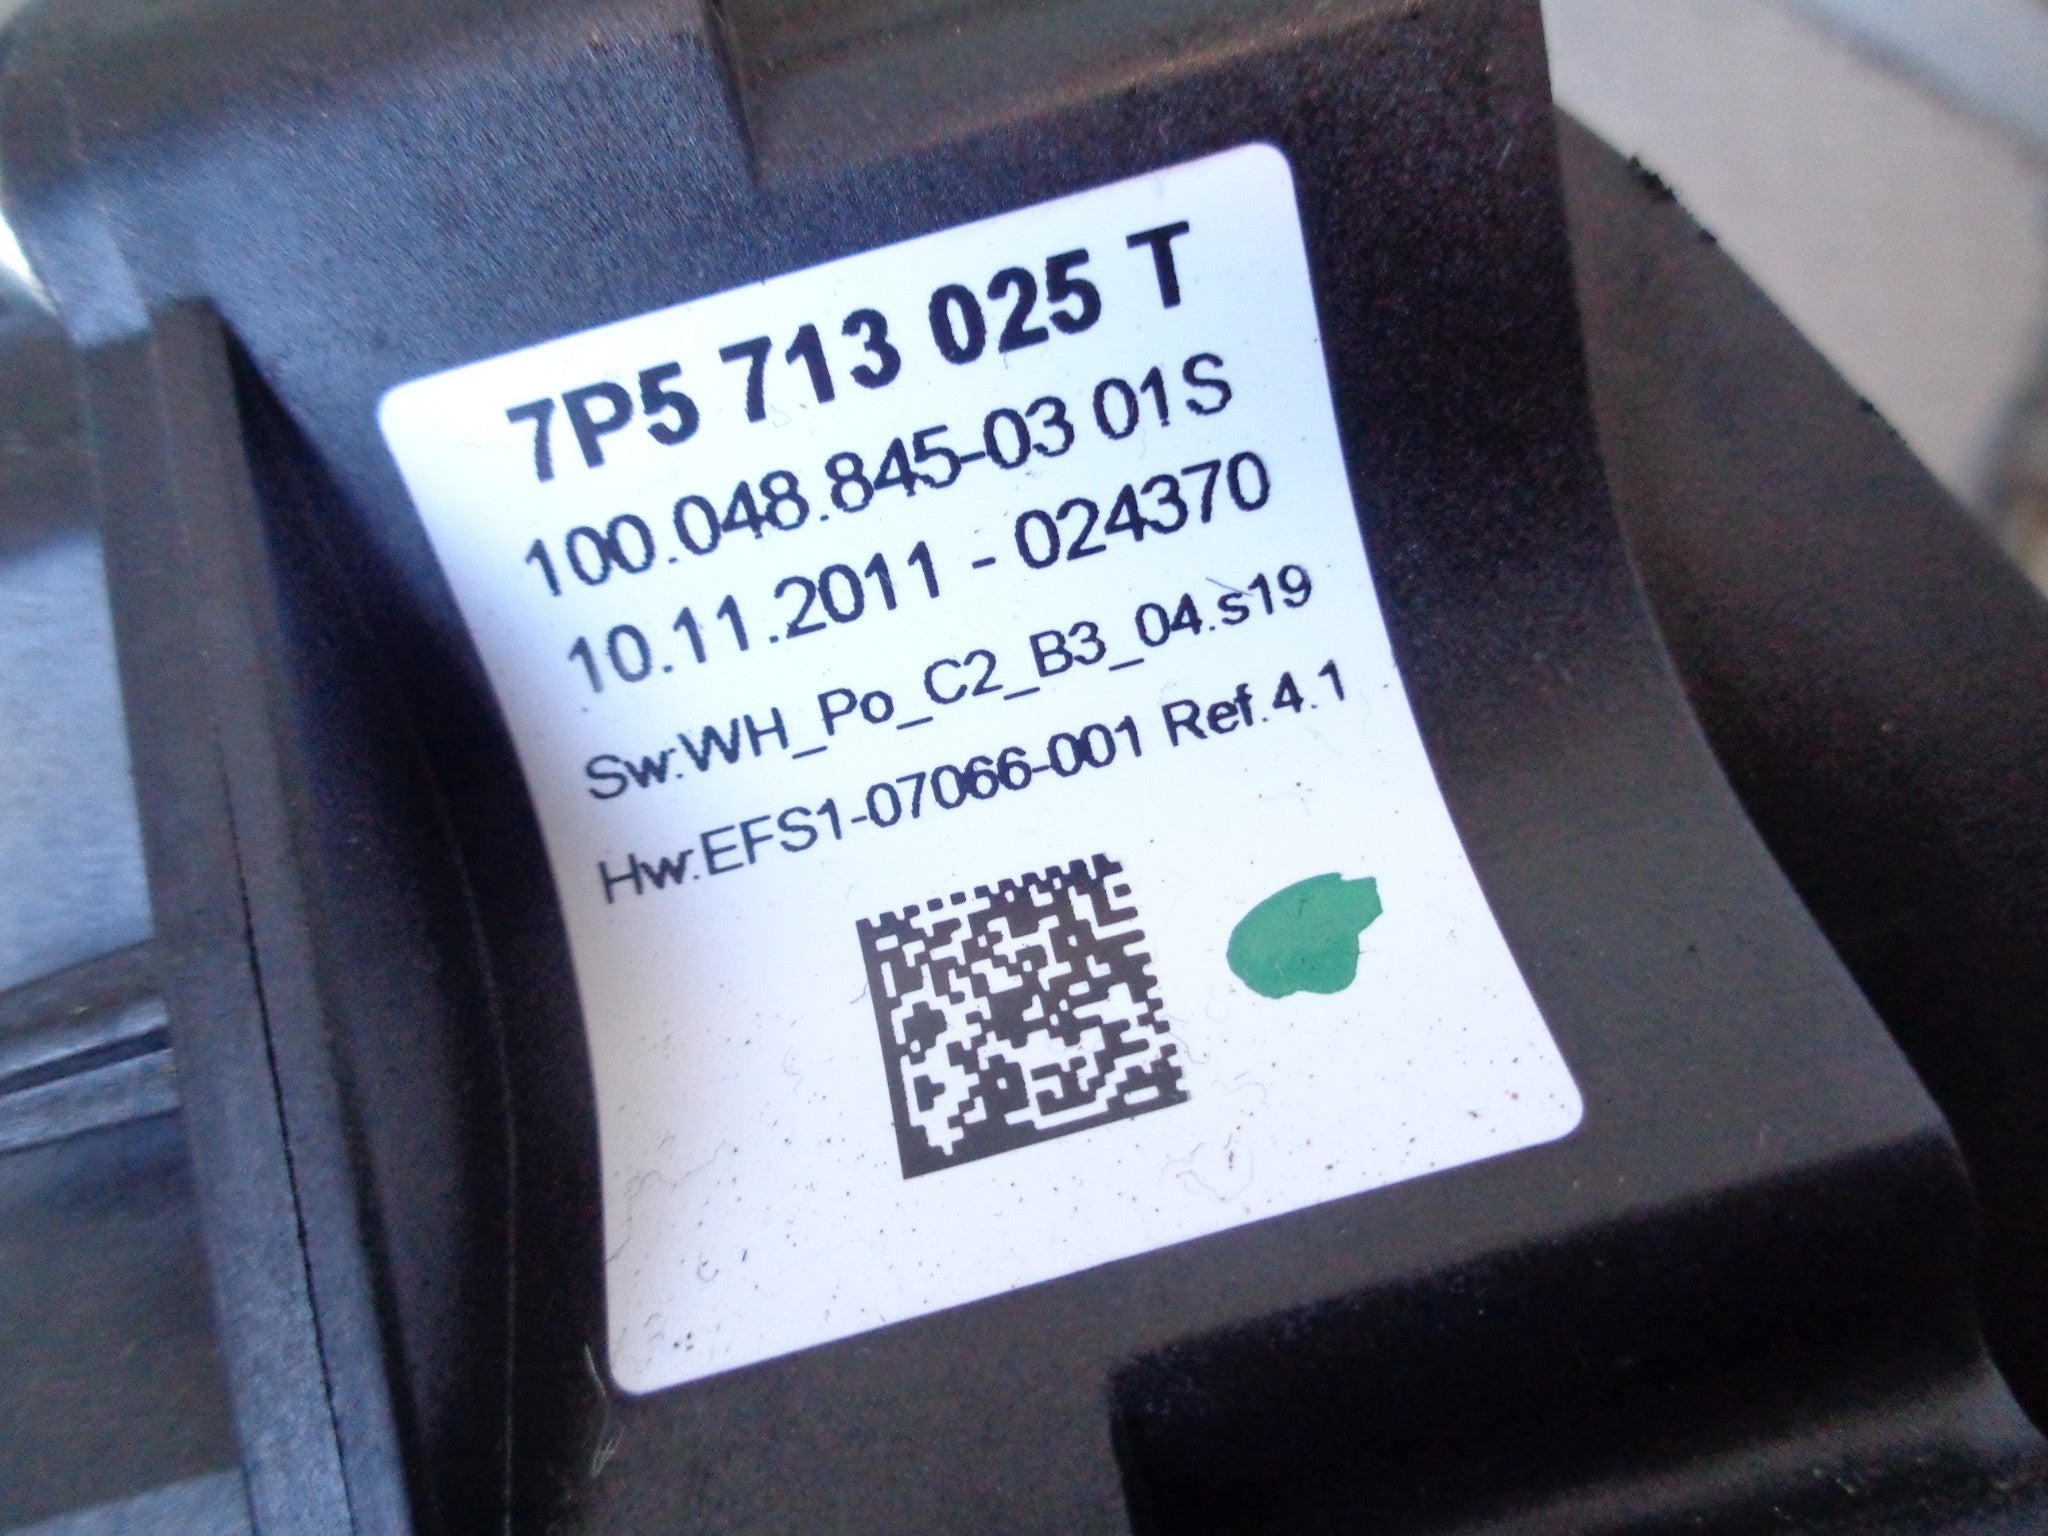 7P5 713 025 T
100.048.845-03 01S
10.11.2011 - 024370
Sw:WH_Po_C2_B3_04.s19
Hw:EFS1-07066-001 Ref.4.1